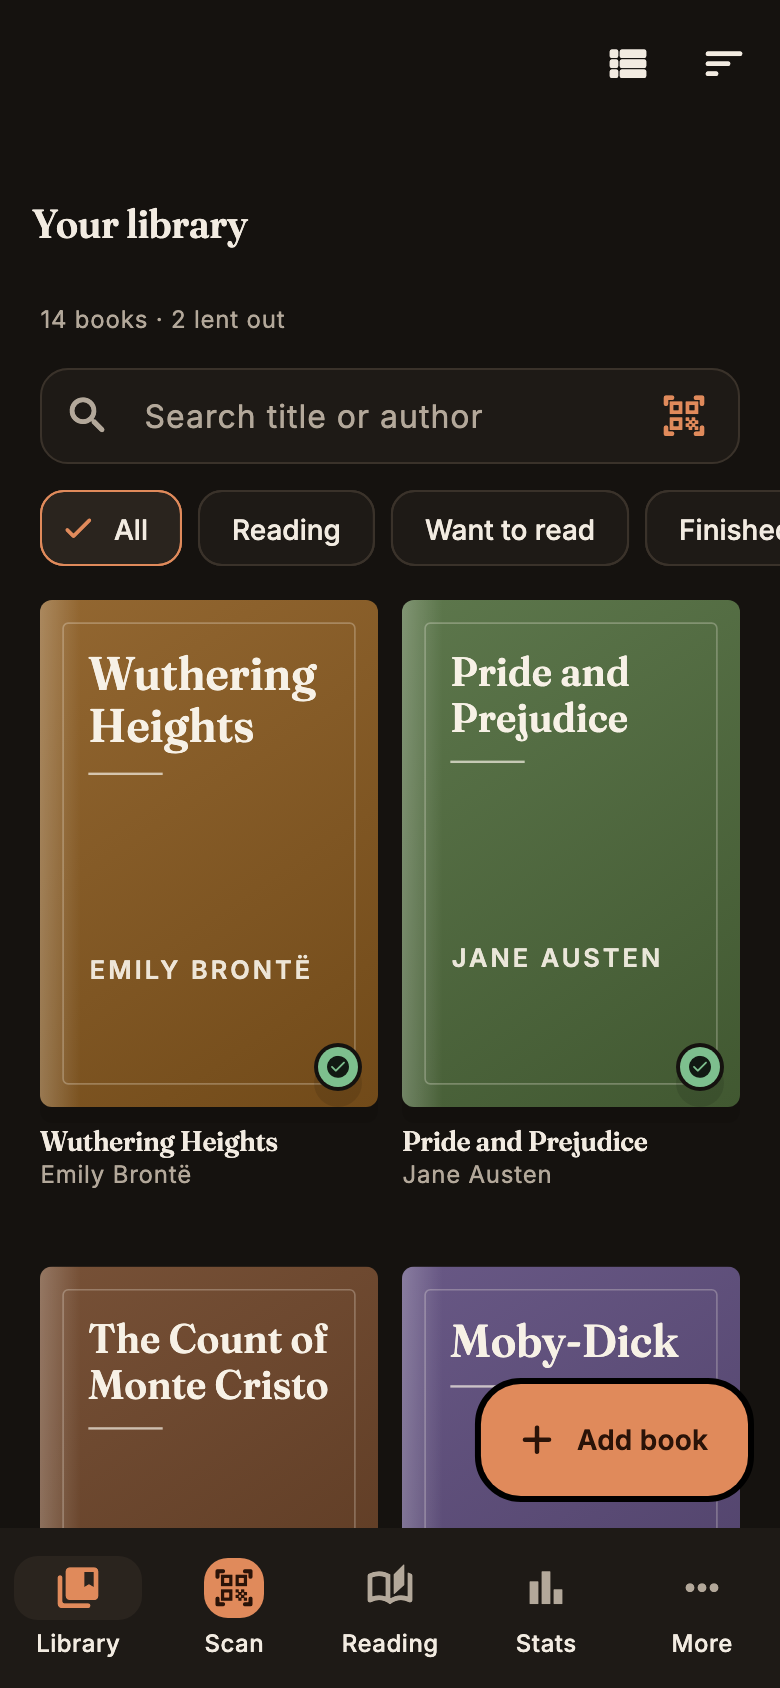 Your library
14 books · 2 lent out
Search title or author
All
Reading
Want to read
Finished
Wuthering
Heights
EMILY BRONTË
Pride and
Prejudice
JANE AUSTEN
Wuthering Heights
Emily Brontë
Pride and Prejudice
Jane Austen
The Count of
Monte Cristo
Moby-Dick
Add book
Library
Scan
Reading
Stats
More